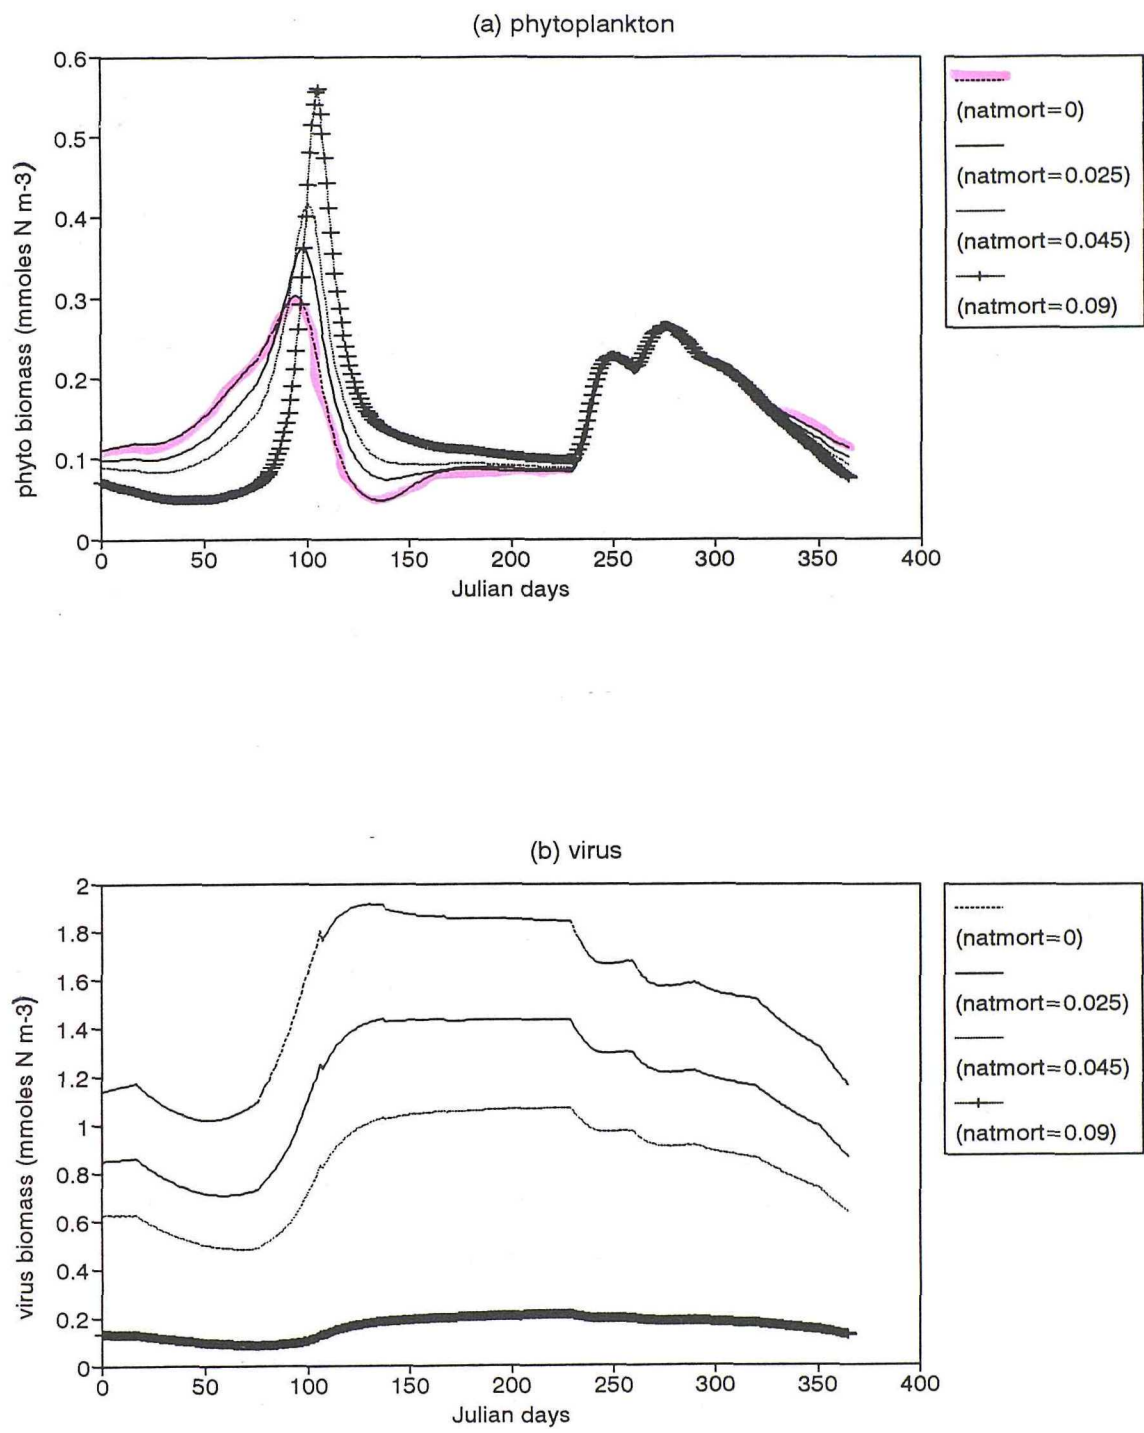 (a) phytoplankton
0.6
0.5
0.4
0.3
0.2
0.1
0
phyto biomass (mmoles N m-3)
0 50 100 150 200 250 300 350 400
Julian days
(natmort=0)
(natmort=0.025)
(natmort=0.045)
(natmort=0.09)
(b) virus
2
1.8
1.6
1.4
1.2
1
0.8
0.6
0.4
0.2
0
virus biomass (mmoles N m-3)
0 50 100 150 200 250 300 350 400
Julian days
(natmort=0)
(natmort=0.025)
(natmort=0.045)
(natmort=0.09)